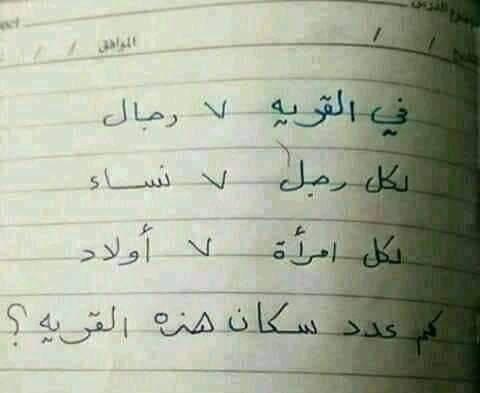 الموافق / /
/ /
في القريه ٧ رجال
لكل رجل ٧ نساء
لكل امرأة ٧ أولاد
كم عدد سكان هذه القريه ؟